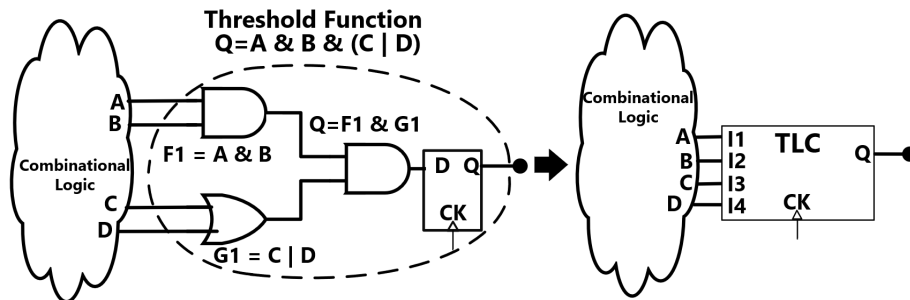 Threshold Function
Q=A & B & (C | D)
A
B
Combinational
Logic
C
D
F1 = A & B
Q=F1 & G1
G1 = C | D
D Q
CK
Combinational
Logic
A
B
C
D
I1
I2
I3
I4
TLC
Q
CK